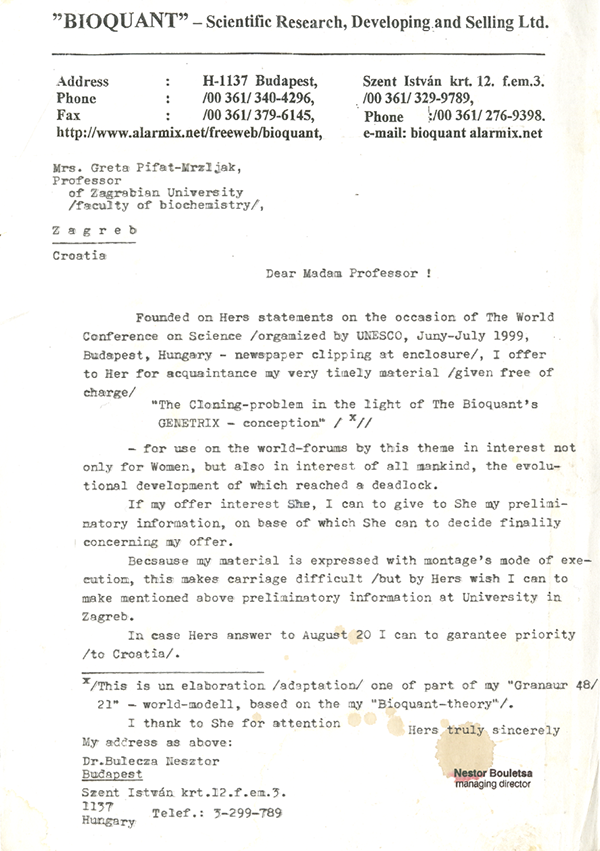 ”BIOQUANT” – Scientific Research, Developing and Selling Ltd.
Address : H-1137 Budapest, Szent István krt. 12. f.em.3.
Phone : /00 361/ 340-4296, /00 361/ 329-9789,
Fax : /00 361/ 379-6145, Phone :/00 361/ 276-9398.
http://www.alarmix.net/freeweb/bioquant, e-mail: bioquant alarmix.net
Mrs. Greta Pifat-Mrzljak,
Professor
of Zagrabian University
/faculty of biochemistry/,
Z a g r e b
Croatia
Dear Madam Professor !
Founded on Hers statements on the occasion of The World
Conference on Science /orgamized by UNESCO, Juny-July 1999,
Budapest, Hungary - newspaper clipping at enclosure/, I offer
to Her for acquaintance my very timely material /given free of
charge/
"The Cloning-problem in the light of The Bioquant's
GENETRIX - conception" / x//
- for use on the world-forums by this theme in interest not
only for Women, but also in interest of all mankind, the evolu-
tional development of which reached a deadlock.
If my offer interest She, I can to give to She my prelimi-
natory information, on base of which She can to decide finalily
concerning my offer.
Becsause my material is expressed with montage's mode of exe-
cution, this makes carriage difficult /but by Hers wish I can to
make mentioned above preliminatory information at University in
Zagreb.
In case Hers answer to August 20 I can to garantee priority
/to Croatia/.
x/This is un elaboration /adaptation/ one of part of my "Granaur 48/
21" - world-modell, based on the my "Bioquant-theory"/.
I thank to She for attention
Hers truly sincerely
My address as above:
Dr.Bulecza Nesztor
Budapest
Nestor Bouletsa
managing director
Szent István krt.12.f.em.3.
1137
Telef.: 3-299-789
Hungary